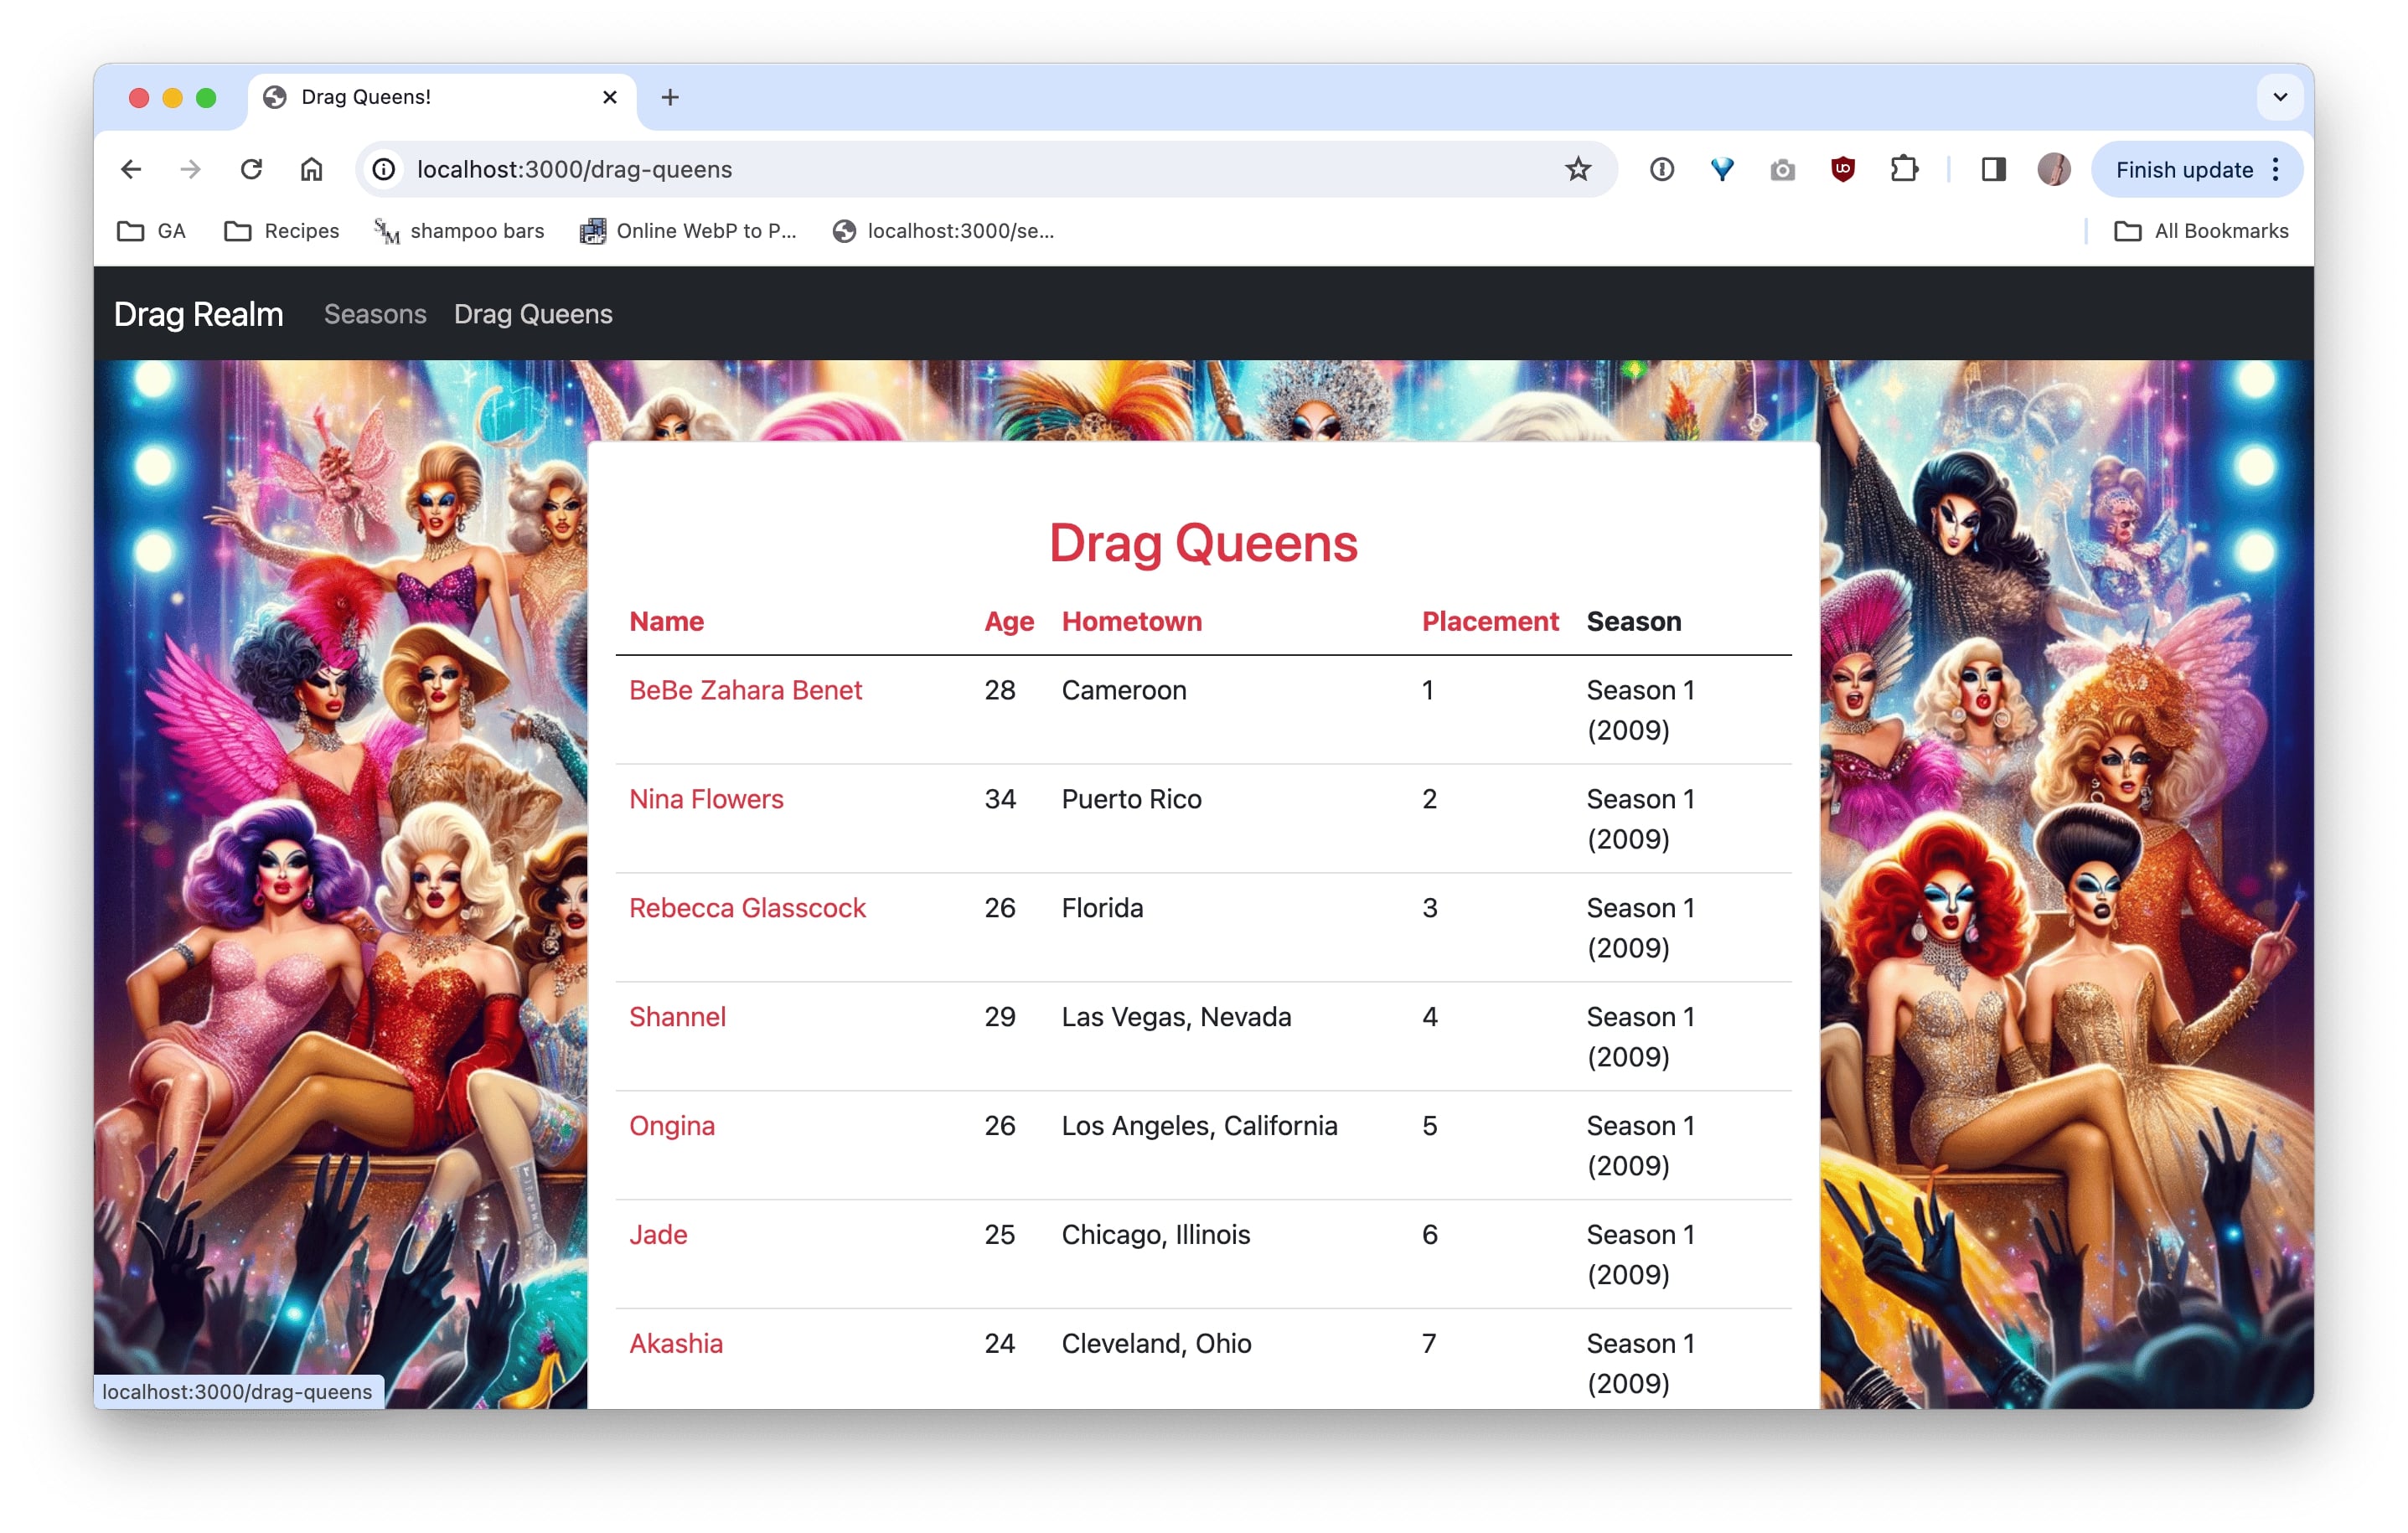 Drag Queens!
localhost:3000/drag-queens
Finish update
GA Recipes shampoo bars Online WebP to P... localhost:3000/se... All Bookmarks
Drag Realm Seasons Drag Queens
Drag Queens
Name Age Hometown Placement Season
BeBe Zahara Benet 28 Cameroon 1 Season 1
(2009)
Nina Flowers 34 Puerto Rico 2 Season 1
(2009)
Rebecca Glasscock 26 Florida 3 Season 1
(2009)
Shannel 29 Las Vegas, Nevada 4 Season 1
(2009)
Ongina 26 Los Angeles, California 5 Season 1
(2009)
Jade 25 Chicago, Illinois 6 Season 1
(2009)
Akashia 24 Cleveland, Ohio 7 Season 1
(2009)
localhost:3000/drag-queens